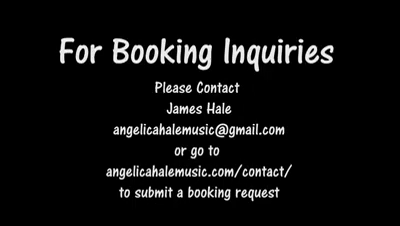 For Booking Inquiries
Please Contact
James Hale
angelicahalemusic@gmail.com
or go to
angelicahalemusic.com/contact/
to submit a booking request